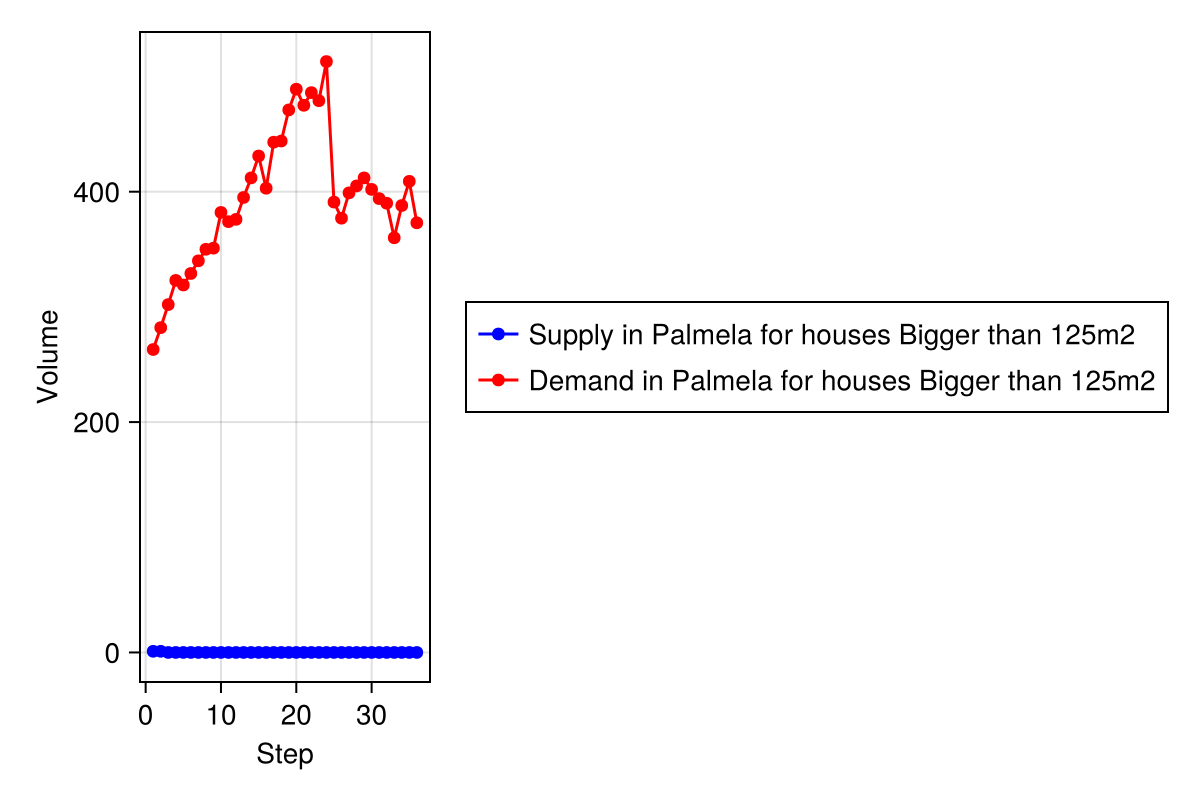 Volume
400
200
0
0 10 20 30
Step
Supply in Palmela for houses Bigger than 125m2
Demand in Palmela for houses Bigger than 125m2